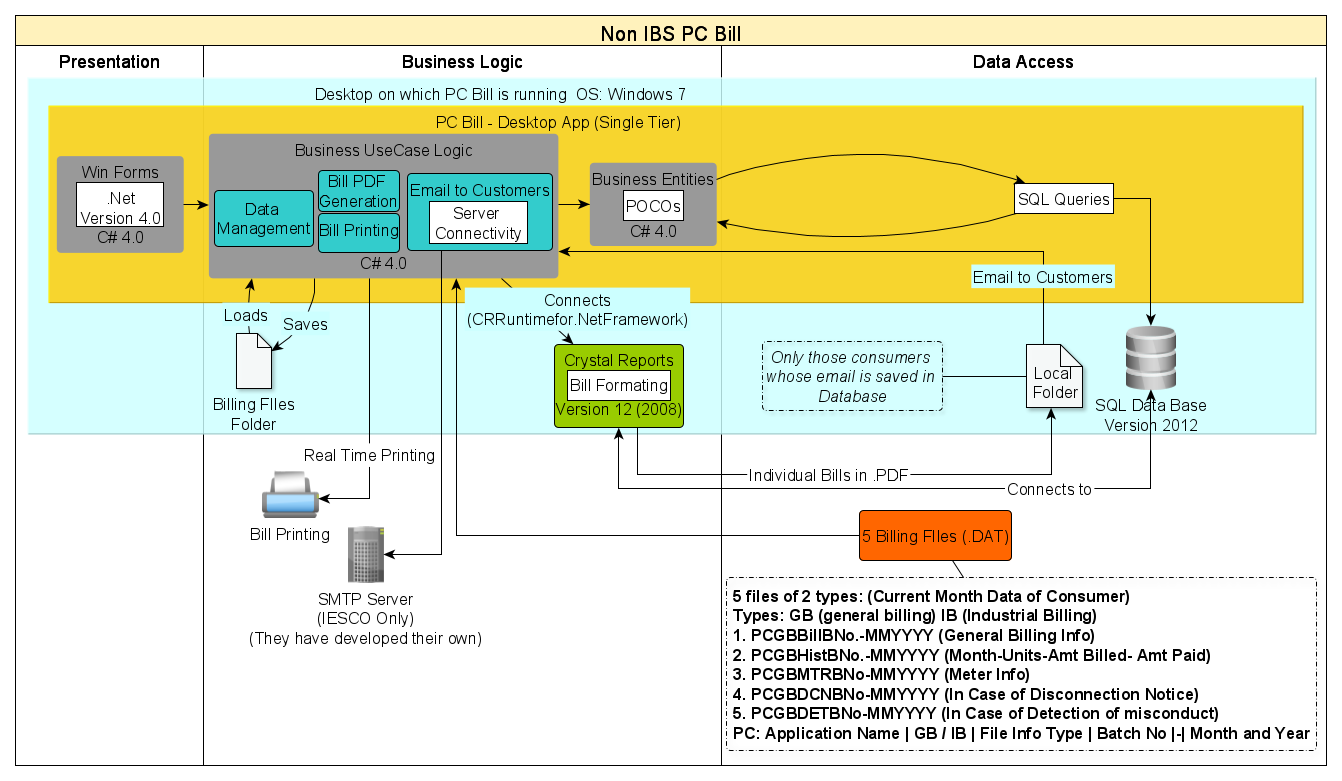 Non IBS PC Bill
Presentation
Business Logic
Data Access
Desktop on which PC Bill is running  OS: Windows 7
PC Bill - Desktop App (Single Tier)
Win Forms
.Net
Version 4.0
C# 4.0
Business UseCase Logic
Data
Management
Bill PDF
Generation
Bill Printing
Email to Customers
Server
Connectivity
C# 4.0
Business Entities
POCOs
C# 4.0
SQL Queries
Email to Customers
Loads
Saves
Connects
(CRRuntimefor.NetFramework)
Billing FIles
Folder
Crystal Reports
Bill Formating
Version 12 (2008)
Only those consumers
whose email is saved in
Database
Local
Folder
SQL Data Base
Version 2012
Real Time Printing
Individual Bills in .PDF
Connects to
Bill Printing
SMTP Server
(IESCO Only)
(They have developed their own)
5 Billing FIles (.DAT)
5 files of 2 types: (Current Month Data of Consumer)
Types: GB (general billing) IB (Industrial Billing)
1. PCGBBillBNo.-MMYYYY (General Billing Info)
2. PCGBHistBNo.-MMYYYY (Month-Units-Amt Billed- Amt Paid)
3. PCGBMTRBNo-MMYYYY (Meter Info)
4. PCGBDCNBNo-MMYYYY (In Case of Disconnection Notice)
5. PCGBDETBNo-MMYYYY (In Case of Detection of misconduct)
PC: Application Name | GB / IB | File Info Type | Batch No |-| Month and Year